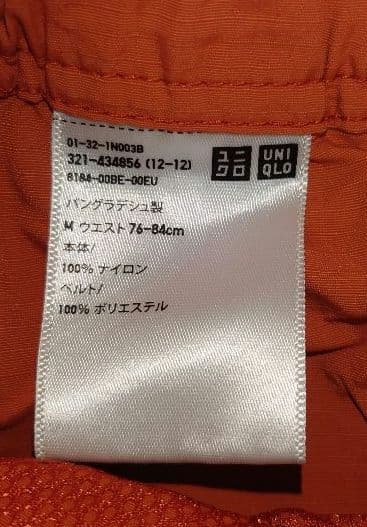 01-32-1N003B
321-434856 (12-12)
6184-00BE-00EU
ユニ
クロ
UNI
QLO
バングラデシュ製
M ウエスト76-84cm
本体/
100% ナイロン
ベルト/
100% ポリエステル